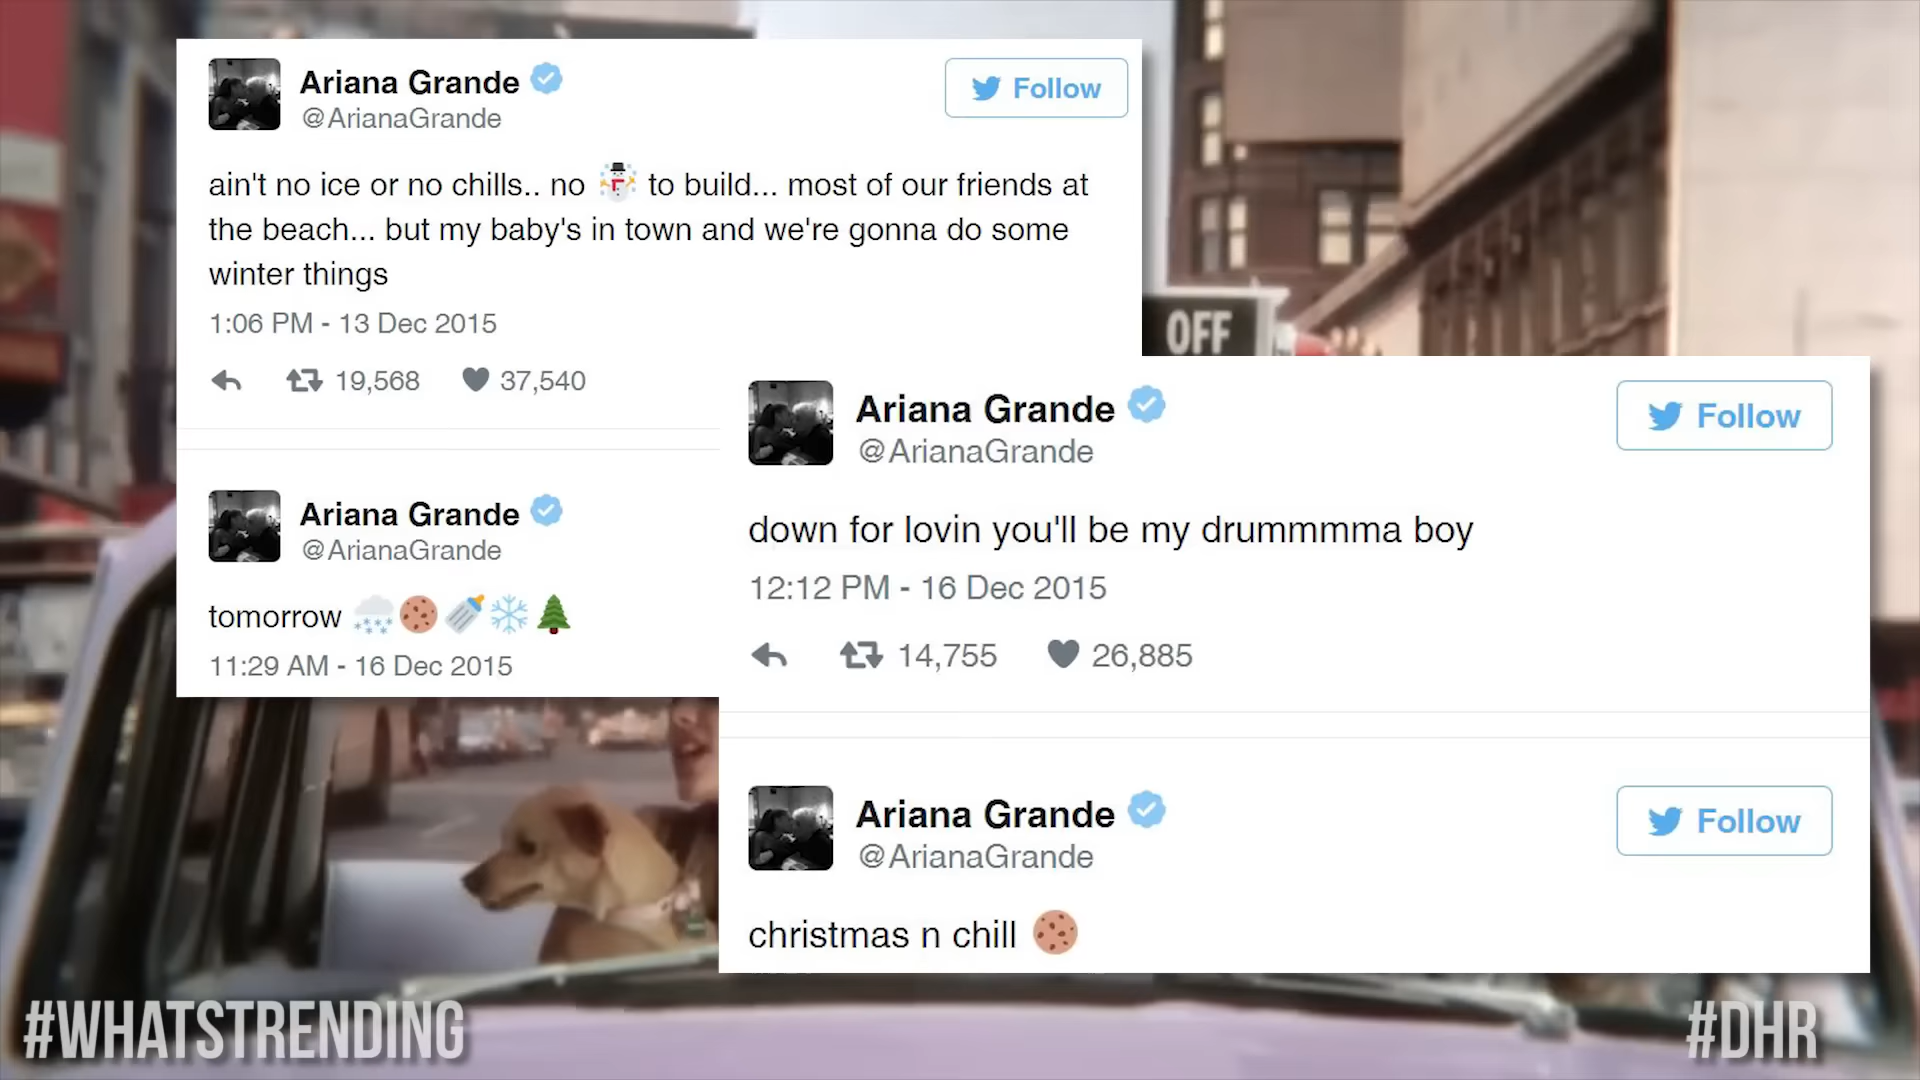 Ariana Grande
@ArianaGrande
Follow
ain't no ice or no chills.. no ☃️ to build... most of our friends at
the beach... but my baby's in town and we're gonna do some
winter things
1:06 PM - 13 Dec 2015
19,568 37,540
Ariana Grande
@ArianaGrande
tomorrow 🌨🍪🍼❄️🌲
11:29 AM - 16 Dec 2015
OFF
Ariana Grande
@ArianaGrande
Follow
down for lovin you'll be my drummmma boy
12:12 PM - 16 Dec 2015
14,755 26,885
Ariana Grande
@ArianaGrande
Follow
christmas n chill 🍪
#WHATSTRENDING
#DHR